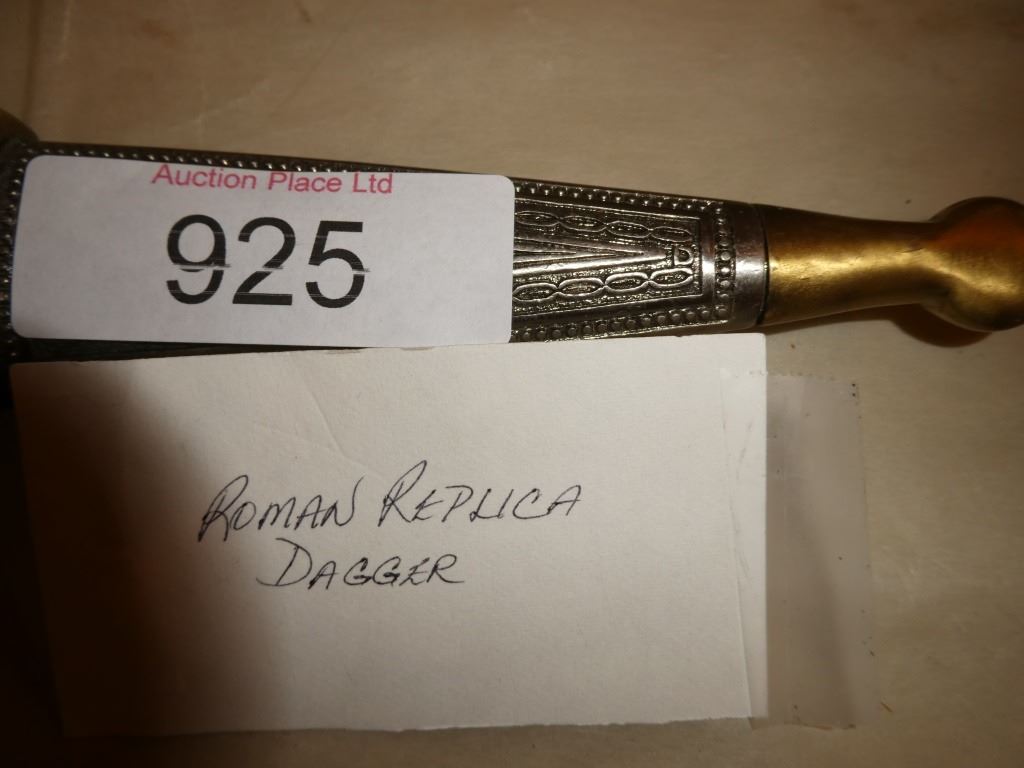 Auction Place Ltd
925
ROMAN REPLICA
DAGGER